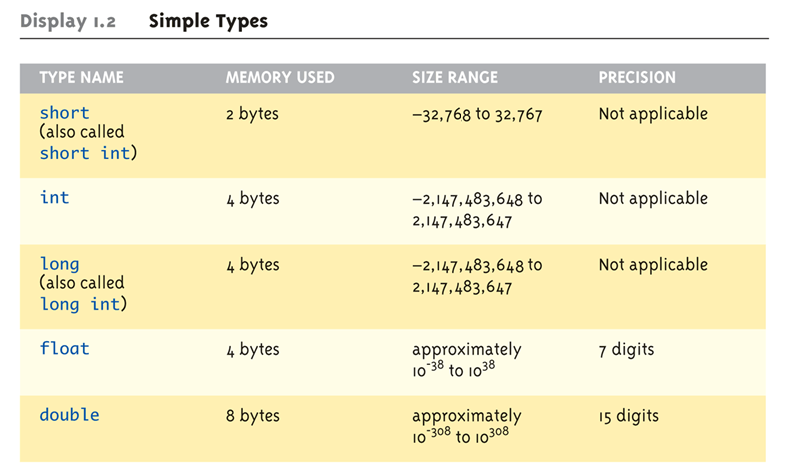 Display 1.2 Simple Types
TYPE NAME MEMORY USED SIZE RANGE PRECISION
short 2 bytes –32,768 to 32,767 Not applicable
(also called
short int)
int 4 bytes –2,147,483,648 to Not applicable
2,147,483,647
long 4 bytes –2,147,483,648 to Not applicable
(also called 2,147,483,647
long int)
float 4 bytes approximately 7 digits
10⁻³⁸ to 10³⁸
double 8 bytes approximately 15 digits
10⁻³⁰⁸ to 10³⁰⁸